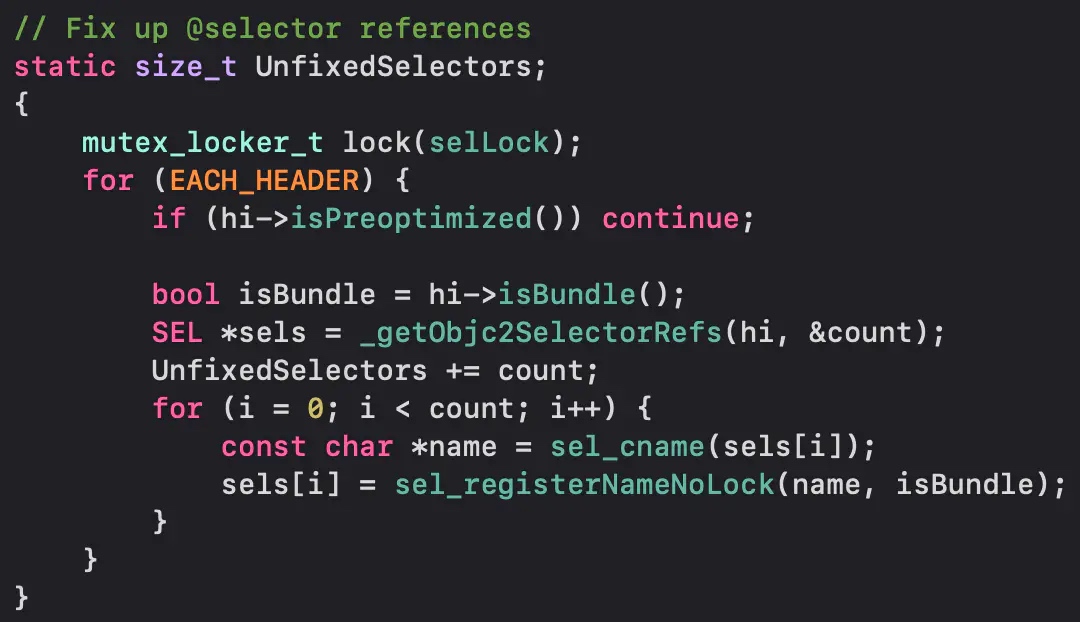 // Fix up @selector references
static size_t UnfixedSelectors;
{
    mutex_locker_t lock(selLock);
    for (EACH_HEADER) {
        if (hi->isPreoptimized()) continue;

        bool isBundle = hi->isBundle();
        SEL *sels = _getObjc2SelectorRefs(hi, &count);
        UnfixedSelectors += count;
        for (i = 0; i < count; i++) {
            const char *name = sel_cname(sels[i]);
            sels[i] = sel_registerNameNoLock(name, isBundle);
        }
    }
}